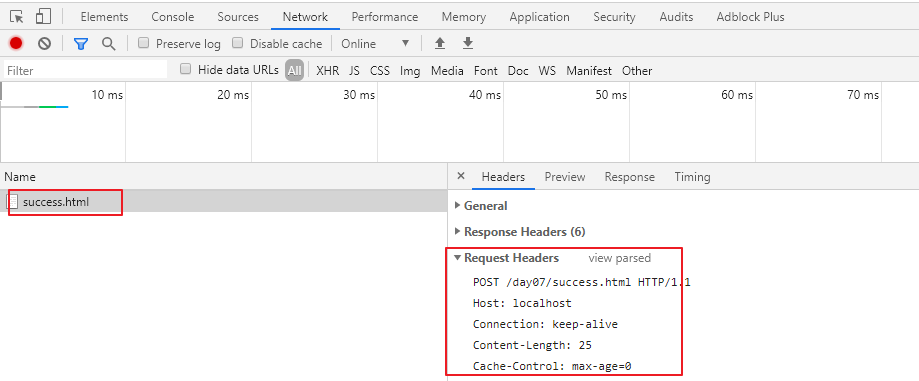 Elements Console Sources Network Performance Memory Application Security Audits Adblock Plus
Preserve log Disable cache Online
Filter Hide data URLs All XHR JS CSS Img Media Font Doc WS Manifest Other
10 ms 20 ms 30 ms 40 ms 50 ms 60 ms 70 ms
Name
success.html
× Headers Preview Response Timing
General
Response Headers (6)
Request Headers view parsed
POST /day07/success.html HTTP/1.1
Host: localhost
Connection: keep-alive
Content-Length: 25
Cache-Control: max-age=0